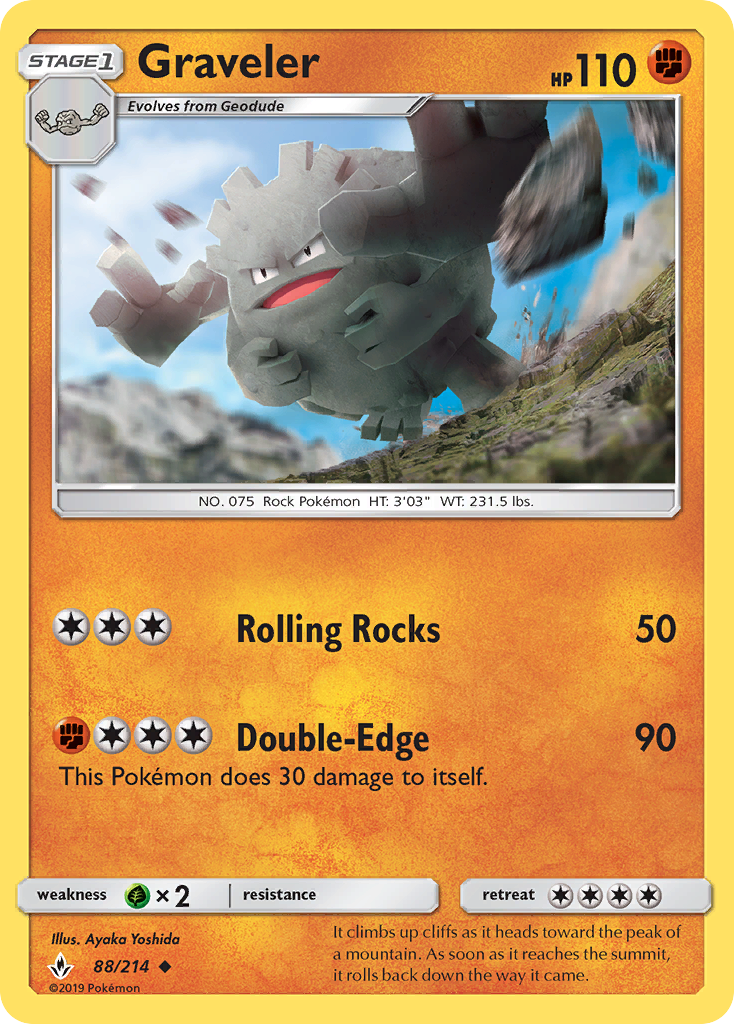 STAGE1 Graveler HP 110
Evolves from Geodude
NO. 075 Rock Pokémon HT: 3'03" WT: 231.5 lbs.
Rolling Rocks 50
Double-Edge 90
This Pokémon does 30 damage to itself.
weakness ×2 resistance retreat
Illus. Ayaka Yoshida
88/214
©2019 Pokémon
It climbs up cliffs as it heads toward the peak of
a mountain. As soon as it reaches the summit,
it rolls back down the way it came.